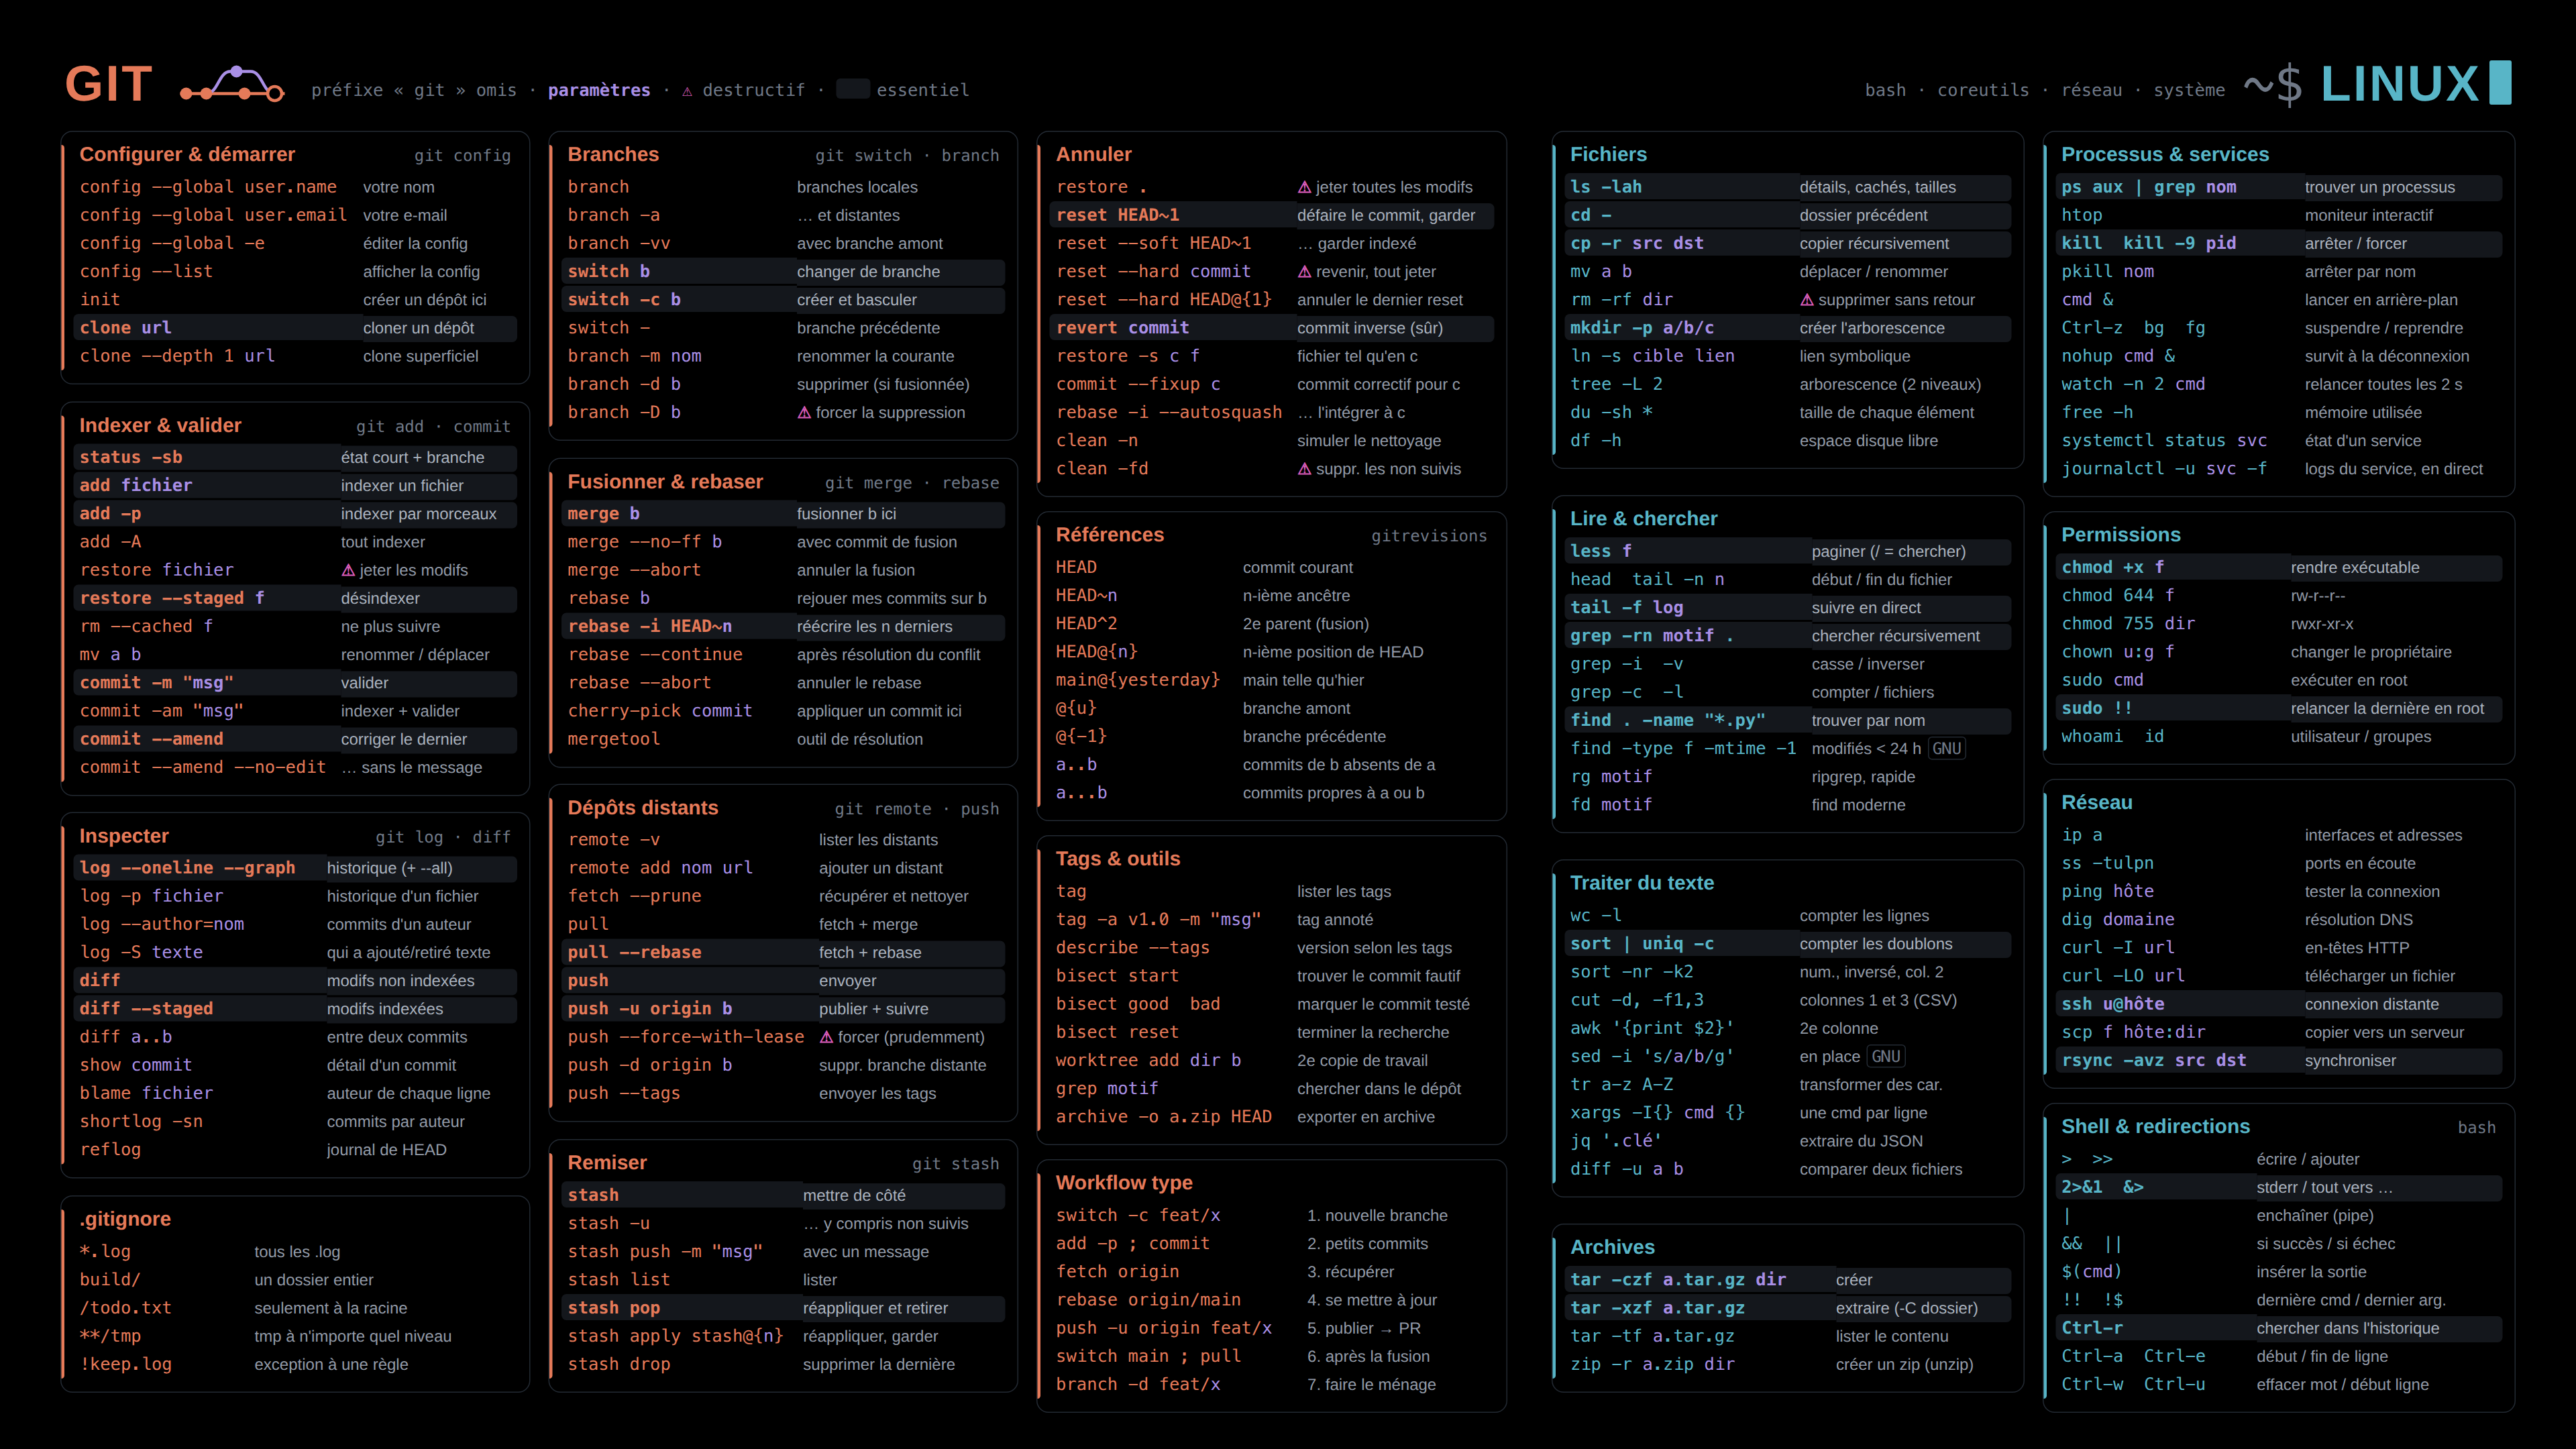 GIT préfixe « git » omis · paramètres · ⚠ destructif · essentiel
bash · coreutils · réseau · système ~$ LINUX
Configurer & démarrer git config
config --global user.name votre nom
config --global user.email votre e-mail
config --global -e éditer la config
config --list afficher la config
init créer un dépôt ici
clone url cloner un dépôt
clone --depth 1 url clone superficiel
Indexer & valider git add · commit
status -sb état court + branche
add fichier indexer un fichier
add -p indexer par morceaux
add -A tout indexer
restore fichier ⚠ jeter les modifs
restore --staged f désindexer
rm --cached f ne plus suivre
mv a b renommer / déplacer
commit -m "msg" valider
commit -am "msg" indexer + valider
commit --amend corriger le dernier
commit --amend --no-edit … sans le message
Inspecter git log · diff
log --oneline --graph historique (+ --all)
log -p fichier historique d'un fichier
log --author=nom commits d'un auteur
log -S texte qui a ajouté/retiré texte
diff modifs non indexées
diff --staged modifs indexées
diff a..b entre deux commits
show commit détail d'un commit
blame fichier auteur de chaque ligne
shortlog -sn commits par auteur
reflog journal de HEAD
.gitignore
*.log tous les .log
build/ un dossier entier
/todo.txt seulement à la racine
**/tmp tmp à n'importe quel niveau
!keep.log exception à une règle
Branches git switch · branch
branch branches locales
branch -a … et distantes
branch -vv avec branche amont
switch b changer de branche
switch -c b créer et basculer
switch - branche précédente
branch -m nom renommer la courante
branch -d b supprimer (si fusionnée)
branch -D b ⚠ forcer la suppression
Fusionner & rebaser git merge · rebase
merge b fusionner b ici
merge --no-ff b avec commit de fusion
merge --abort annuler la fusion
rebase b rejouer mes commits sur b
rebase -i HEAD~n réécrire les n derniers
rebase --continue après résolution du conflit
rebase --abort annuler le rebase
cherry-pick commit appliquer un commit ici
mergetool outil de résolution
Dépôts distants git remote · push
remote -v lister les distants
remote add nom url ajouter un distant
fetch --prune récupérer et nettoyer
pull fetch + merge
pull --rebase fetch + rebase
push envoyer
push -u origin b publier + suivre
push --force-with-lease ⚠ forcer (prudemment)
push -d origin b suppr. branche distante
push --tags envoyer les tags
Remiser git stash
stash mettre de côté
stash -u … y compris non suivis
stash push -m "msg" avec un message
stash list lister
stash pop réappliquer et retirer
stash apply stash@{n} réappliquer, garder
stash drop supprimer la dernière
Annuler
restore . ⚠ jeter toutes les modifs
reset HEAD~1 défaire le commit, garder
reset --soft HEAD~1 … garder indexé
reset --hard commit ⚠ revenir, tout jeter
reset --hard HEAD@{1} annuler le dernier reset
revert commit commit inverse (sûr)
restore -s c f fichier tel qu'en c
commit --fixup c commit correctif pour c
rebase -i --autosquash … l'intégrer à c
clean -n simuler le nettoyage
clean -fd ⚠ suppr. les non suivis
Références gitrevisions
HEAD commit courant
HEAD~n n-ième ancêtre
HEAD^2 2e parent (fusion)
HEAD@{n} n-ième position de HEAD
main@{yesterday} main telle qu'hier
@{u} branche amont
@{-1} branche précédente
a..b commits de b absents de a
a...b commits propres à a ou b
Tags & outils
tag lister les tags
tag -a v1.0 -m "msg" tag annoté
describe --tags version selon les tags
bisect start trouver le commit fautif
bisect good bad marquer le commit testé
bisect reset terminer la recherche
worktree add dir b 2e copie de travail
grep motif chercher dans le dépôt
archive -o a.zip HEAD exporter en archive
Workflow type
switch -c feat/x 1. nouvelle branche
add -p ; commit 2. petits commits
fetch origin 3. récupérer
rebase origin/main 4. se mettre à jour
push -u origin feat/x 5. publier → PR
switch main ; pull 6. après la fusion
branch -d feat/x 7. faire le ménage
Fichiers
ls -lah détails, cachés, tailles
cd - dossier précédent
cp -r src dst copier récursivement
mv a b déplacer / renommer
rm -rf dir ⚠ supprimer sans retour
mkdir -p a/b/c créer l'arborescence
ln -s cible lien lien symbolique
tree -L 2 arborescence (2 niveaux)
du -sh * taille de chaque élément
df -h espace disque libre
Lire & chercher
less f paginer (/ = chercher)
head tail -n n début / fin du fichier
tail -f log suivre en direct
grep -rn motif . chercher récursivement
grep -i -v casse / inverser
grep -c -l compter / fichiers
find . -name "*.py" trouver par nom
find -type f -mtime -1 modifiés < 24 h GNU
rg motif ripgrep, rapide
fd motif find moderne
Traiter du texte
wc -l compter les lignes
sort | uniq -c compter les doublons
sort -nr -k2 num., inversé, col. 2
cut -d, -f1,3 colonnes 1 et 3 (CSV)
awk '{print $2}' 2e colonne
sed -i 's/a/b/g' en place GNU
tr a-z A-Z transformer des car.
xargs -I{} cmd {} une cmd par ligne
jq '.clé' extraire du JSON
diff -u a b comparer deux fichiers
Archives
tar -czf a.tar.gz dir créer
tar -xzf a.tar.gz extraire (-C dossier)
tar -tf a.tar.gz lister le contenu
zip -r a.zip dir créer un zip (unzip)
Processus & services
ps aux | grep nom trouver un processus
htop moniteur interactif
kill kill -9 pid arrêter / forcer
pkill nom arrêter par nom
cmd & lancer en arrière-plan
Ctrl-z bg fg suspendre / reprendre
nohup cmd & survit à la déconnexion
watch -n 2 cmd relancer toutes les 2 s
free -h mémoire utilisée
systemctl status svc état d'un service
journalctl -u svc -f logs du service, en direct
Permissions
chmod +x f rendre exécutable
chmod 644 f rw-r--r--
chmod 755 dir rwxr-xr-x
chown u:g f changer le propriétaire
sudo cmd exécuter en root
sudo !! relancer la dernière en root
whoami id utilisateur / groupes
Réseau
ip a interfaces et adresses
ss -tulpn ports en écoute
ping hôte tester la connexion
dig domaine résolution DNS
curl -I url en-têtes HTTP
curl -LO url télécharger un fichier
ssh u@hôte connexion distante
scp f hôte:dir copier vers un serveur
rsync -avz src dst synchroniser
Shell & redirections bash
> >> écrire / ajouter
2>&1 &> stderr / tout vers …
| enchaîner (pipe)
&& || si succès / si échec
$(cmd) insérer la sortie
!! !$ dernière cmd / dernier arg.
Ctrl-r chercher dans l'historique
Ctrl-a Ctrl-e début / fin de ligne
Ctrl-w Ctrl-u effacer mot / début ligne